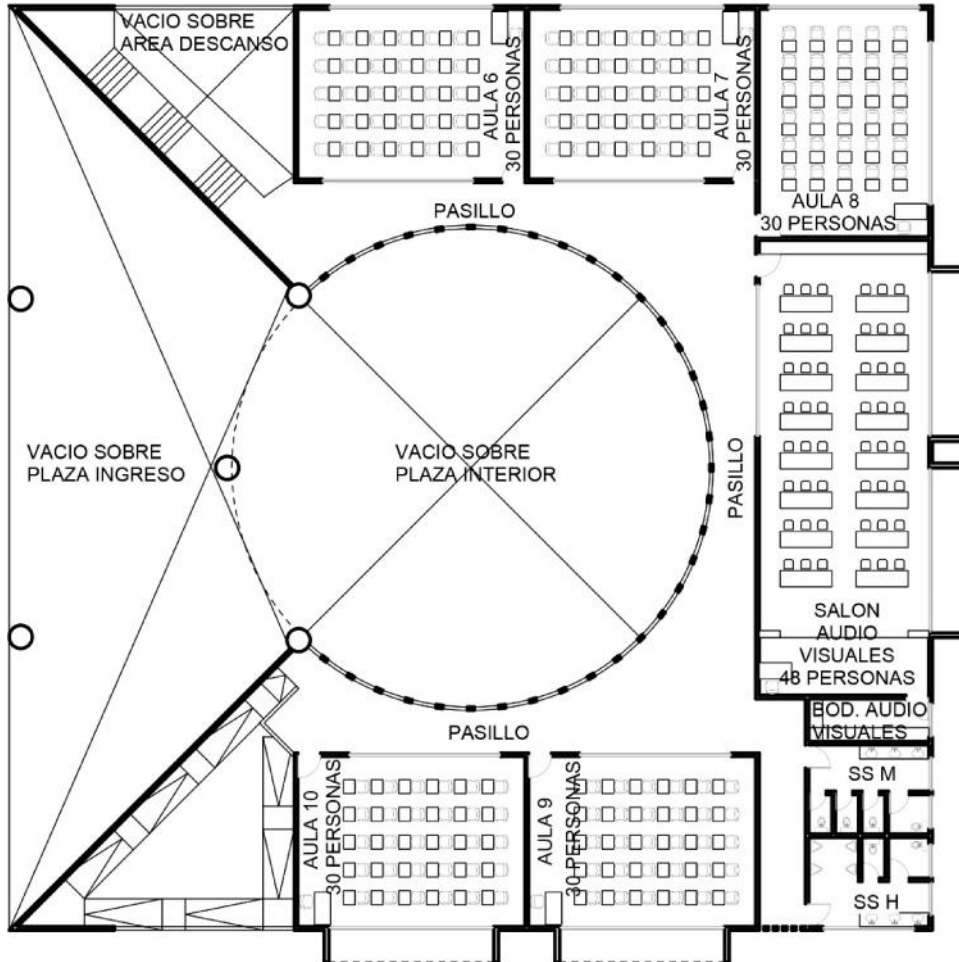 VACIO SOBRE
AREA DESCANSO
AULA 6
30 PERSONAS
AULA 7
30 PERSONAS
AULA 8
30 PERSONAS
PASILLO
VACIO SOBRE
PLAZA INGRESO
VACIO SOBRE
PLAZA INTERIOR
PASILLO
SALON
AUDIO
VISUALES
48 PERSONAS
BOD. AUDIO
VISUALES
PASILLO
SS M
AULA 10
30 PERSONAS
AULA 9
30 PERSONAS
SS H